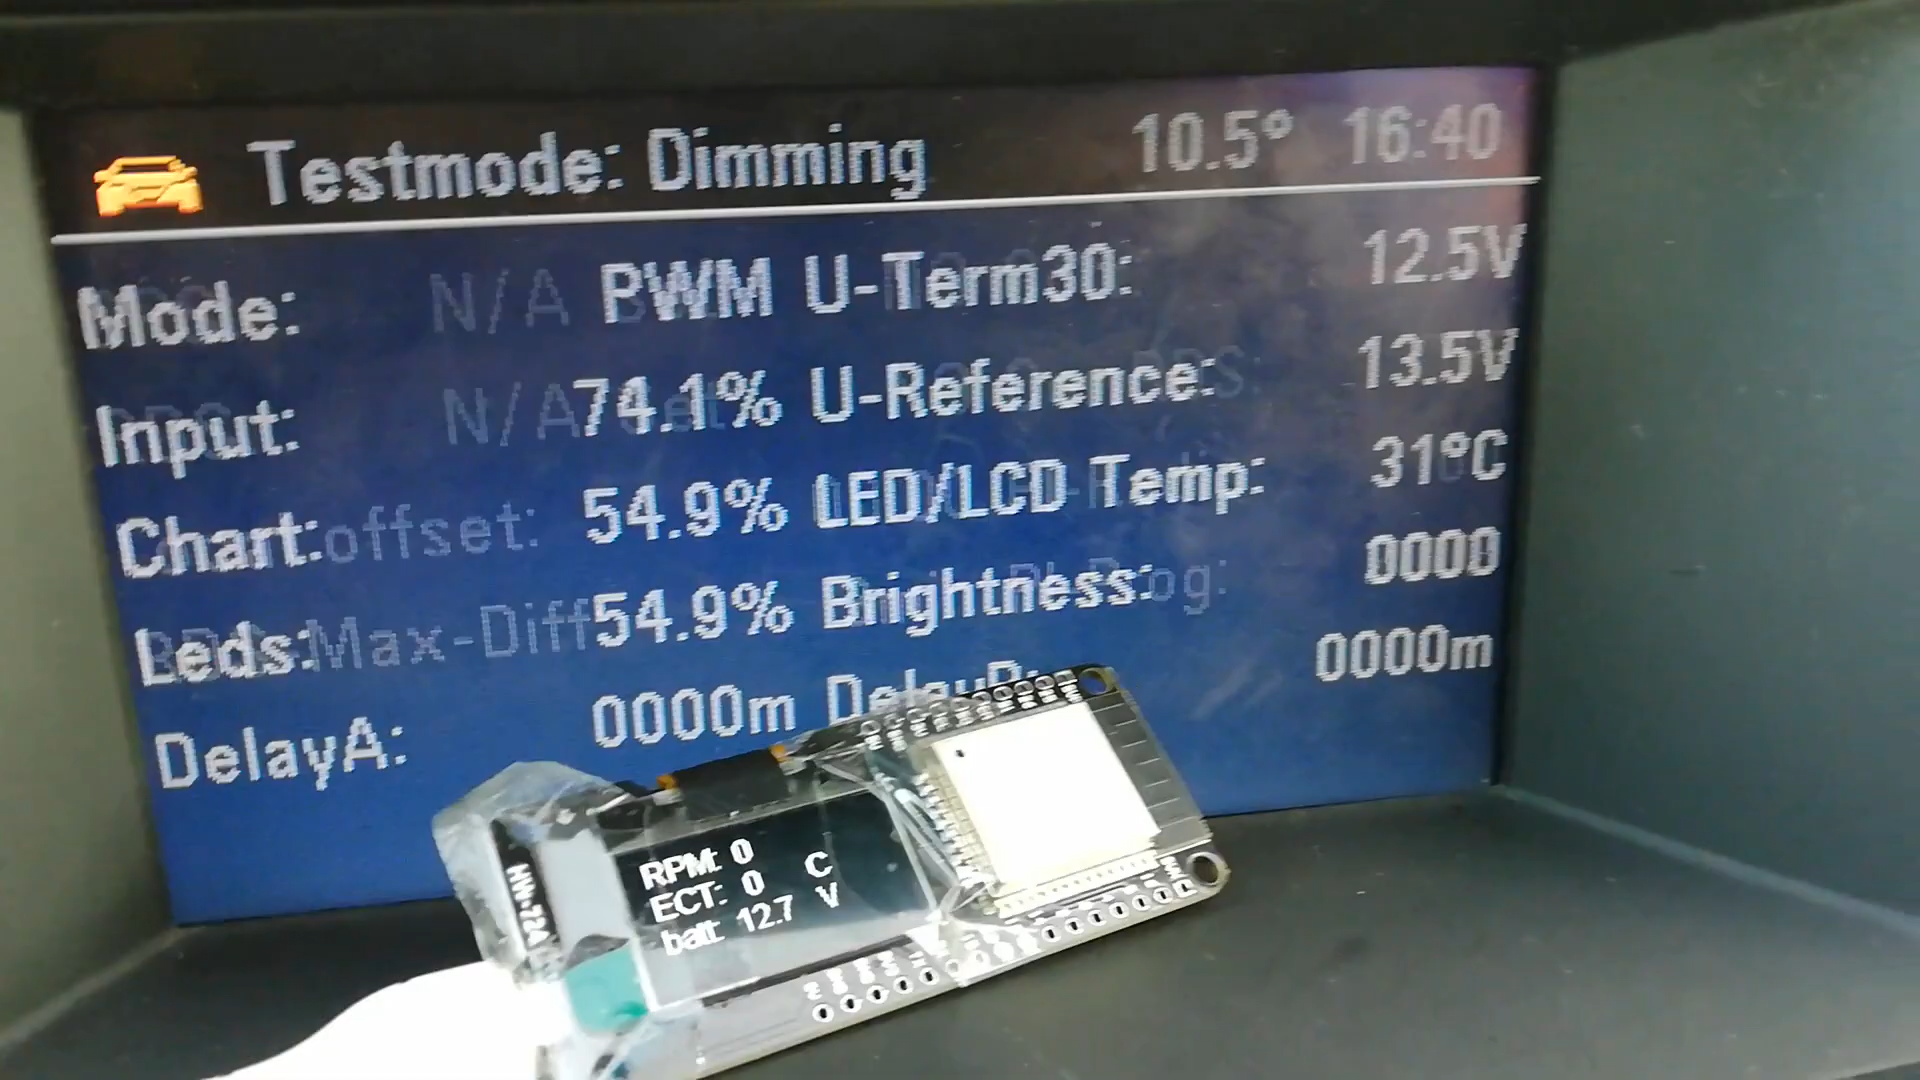 Testmode: Dimming 10.5° 16:40
Mode: N/A PWM U-Term30: 12.5V
Input: N/A 74.1% U-Reference: 13.5V
Chart: offset: 54.9% LED/LCD Temp: 31°C
Leds: Max-Diff 54.9% Brightness: 0000
DelayA: 0000m 0000m
RPM: 0
ECT: 0 C
batt: 12.7 V